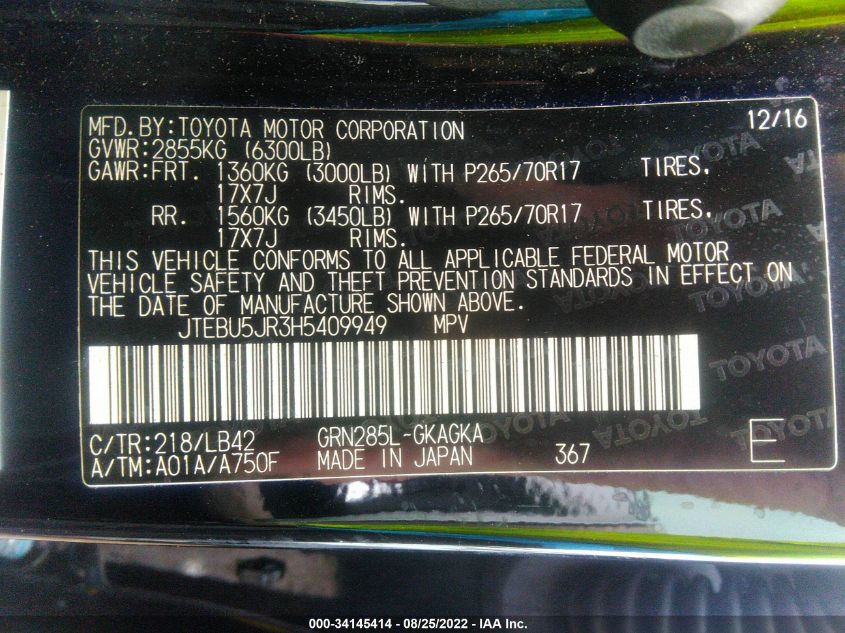 MFD.BY:TOYOTA MOTOR CORPORATION 12/16
GVWR:2855KG (6300LB)
GAWR:FRT. 1360KG (3000LB) WITH P265/70R17 TIRES,
17X7J RIMS.
RR. 1560KG (3450LB) WITH P265/70R17 TIRES,
17X7J RIMS.
THIS VEHICLE CONFORMS TO ALL APPLICABLE FEDERAL MOTOR
VEHICLE SAFETY AND THEFT PREVENTION STANDARDS IN EFFECT ON
THE DATE OF MANUFACTURE SHOWN ABOVE.
JTEBU5JR3H5409949 MPV
TOYOTA
TOYOTA
TOYOTA
C/TR:218/LB42 GRN285L-GKAGKA
A/TM:A01A/A750F MADE IN JAPAN 367 E
000-34145414 - 08/25/2022 - IAA Inc.